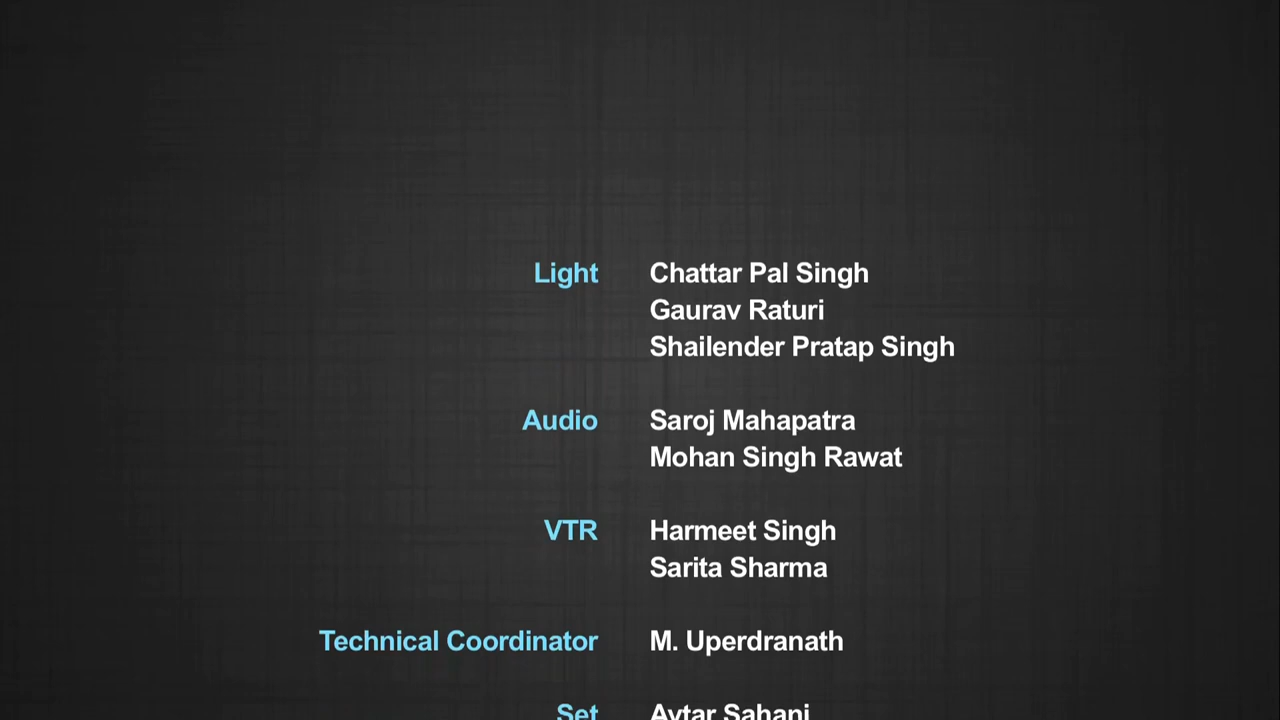 Light Chattar Pal Singh
Gaurav Raturi
Shailender Pratap Singh
Audio Saroj Mahapatra
Mohan Singh Rawat
VTR Harmeet Singh
Sarita Sharma
Technical Coordinator M. Uperdranath
Set Avtar Sahani